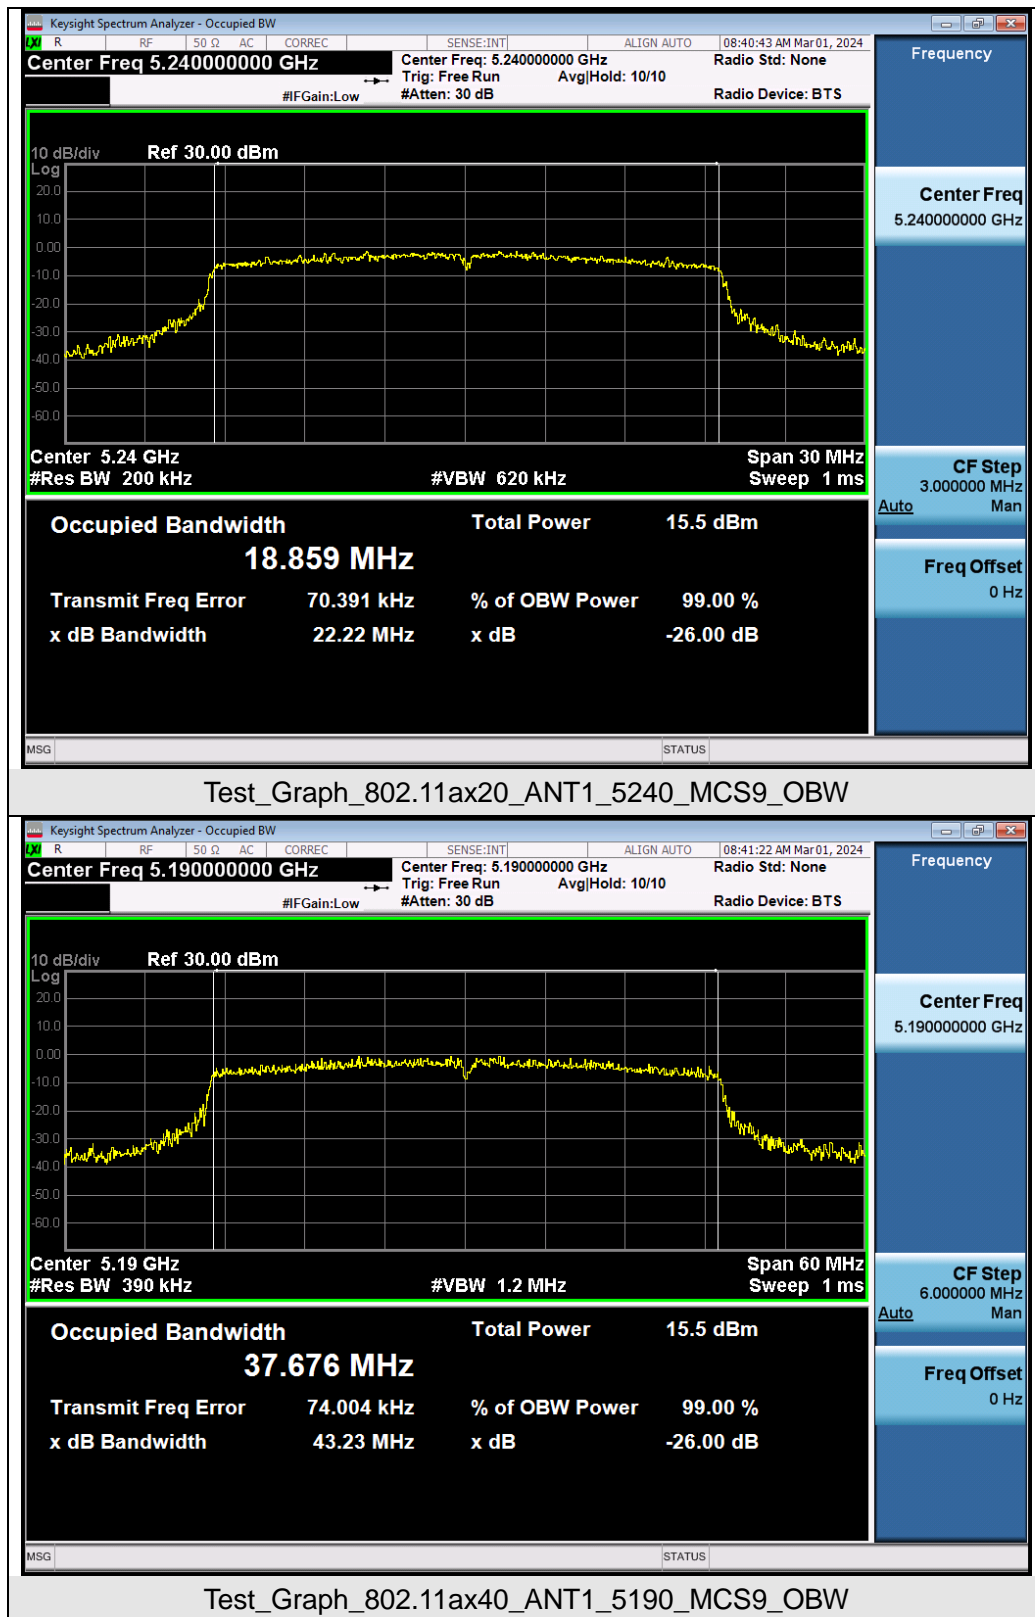 Keysight Spectrum Analyzer - Occupied BW
LXI R RF 50 Ω AC CORREC SENSE:INT ALIGN AUTO 08:40:43 AM Mar 01, 2024
Center Freq 5.240000000 GHz
Center Freq: 5.240000000 GHz
Radio Std: None
Trig: Free Run Avg|Hold: 10/10
#IFGain:Low #Atten: 30 dB Radio Device: BTS
Frequency
10 dB/div Ref 30.00 dBm
Log
20.0
10.0
0.00
-10.0
-20.0
-30.0
-40.0
-50.0
-60.0
Center 5.24 GHz Span 30 MHz
#Res BW 200 kHz #VBW 620 kHz Sweep 1 ms
Center Freq
5.240000000 GHz
CF Step
3.000000 MHz
Auto Man
Freq Offset
0 Hz
Occupied Bandwidth Total Power 15.5 dBm
18.859 MHz
Transmit Freq Error 70.391 kHz % of OBW Power 99.00 %
x dB Bandwidth 22.22 MHz x dB -26.00 dB
MSG STATUS
Test_Graph_802.11ax20_ANT1_5240_MCS9_OBW
Keysight Spectrum Analyzer - Occupied BW
LXI R RF 50 Ω AC CORREC SENSE:INT ALIGN AUTO 08:41:22 AM Mar 01, 2024
Center Freq 5.190000000 GHz
Center Freq: 5.190000000 GHz
Radio Std: None
Trig: Free Run Avg|Hold: 10/10
#IFGain:Low #Atten: 30 dB Radio Device: BTS
Frequency
10 dB/div Ref 30.00 dBm
Log
20.0
10.0
0.00
-10.0
-20.0
-30.0
-40.0
-50.0
-60.0
Center 5.19 GHz Span 60 MHz
#Res BW 390 kHz #VBW 1.2 MHz Sweep 1 ms
Center Freq
5.190000000 GHz
CF Step
6.000000 MHz
Auto Man
Freq Offset
0 Hz
Occupied Bandwidth Total Power 15.5 dBm
37.676 MHz
Transmit Freq Error 74.004 kHz % of OBW Power 99.00 %
x dB Bandwidth 43.23 MHz x dB -26.00 dB
MSG STATUS
Test_Graph_802.11ax40_ANT1_5190_MCS9_OBW